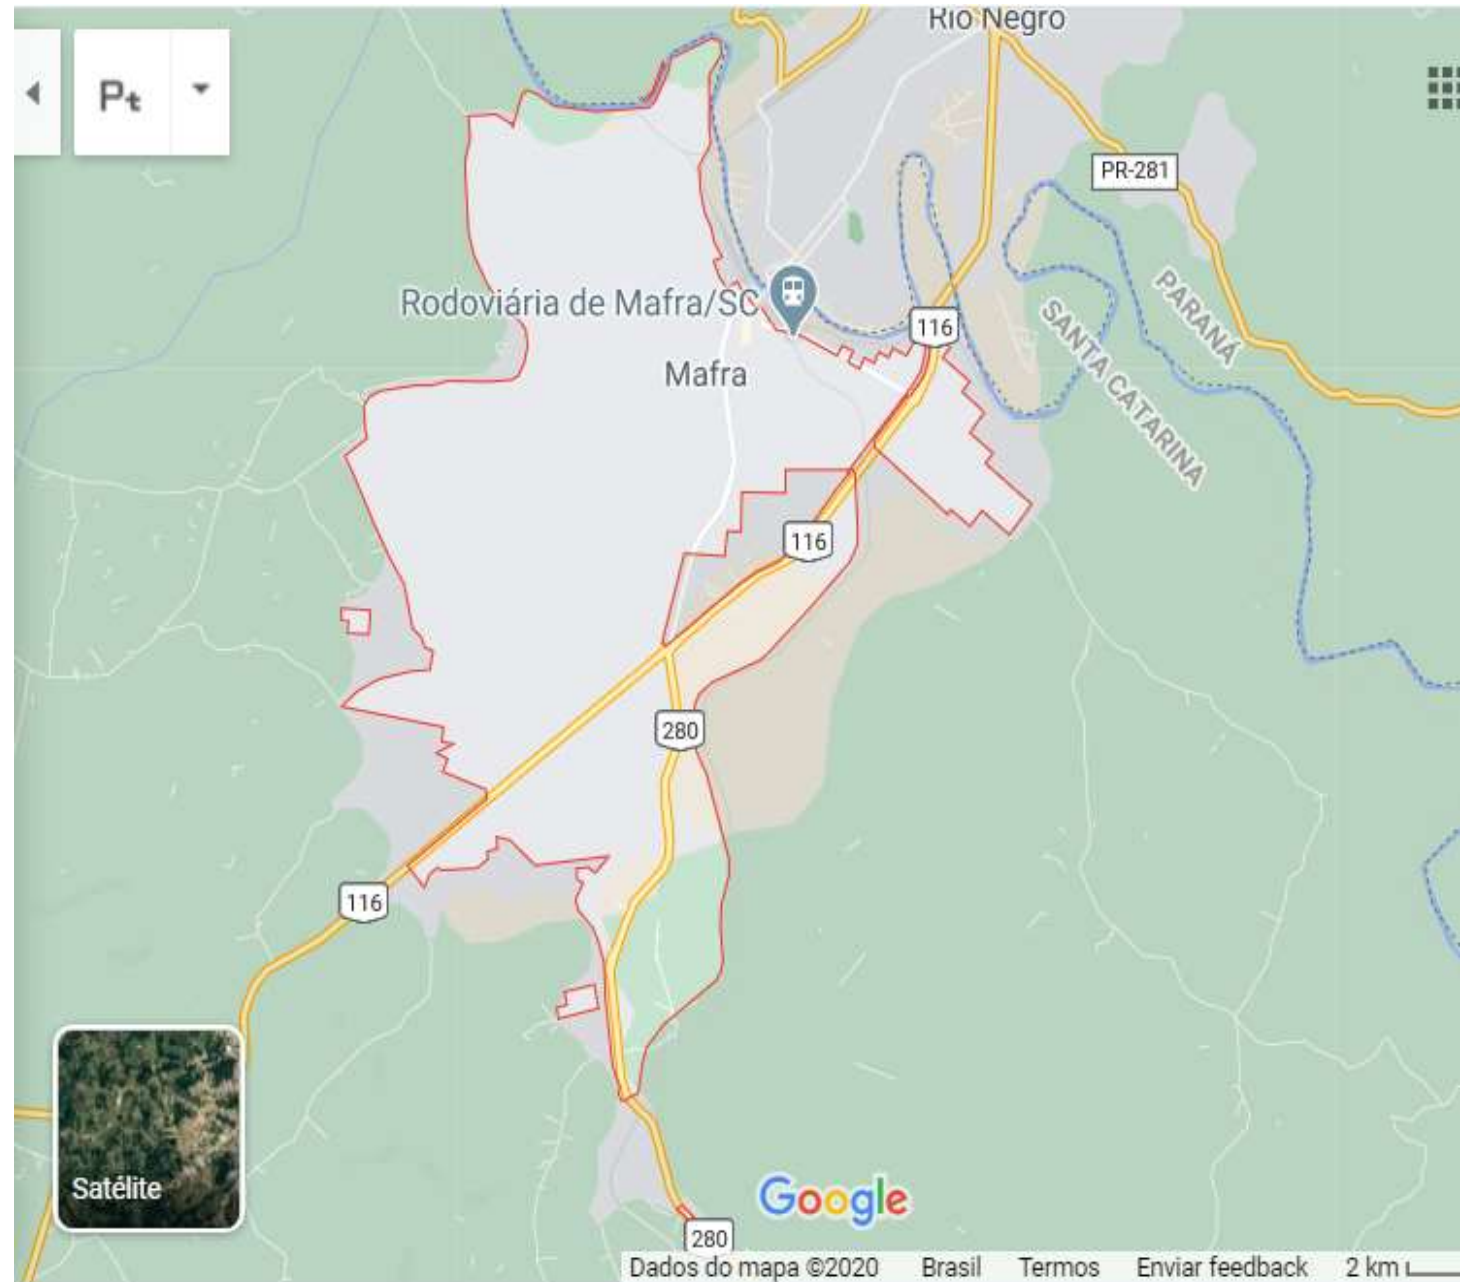 Rio Negro
Pt
PR-281
PARANÁ
SANTA CATARINA
Rodoviária de Mafra/SC
116
Mafra
116
280
116
Satélite
Google
280
Dados do mapa ©2020 Brasil Termos Enviar feedback 2 km